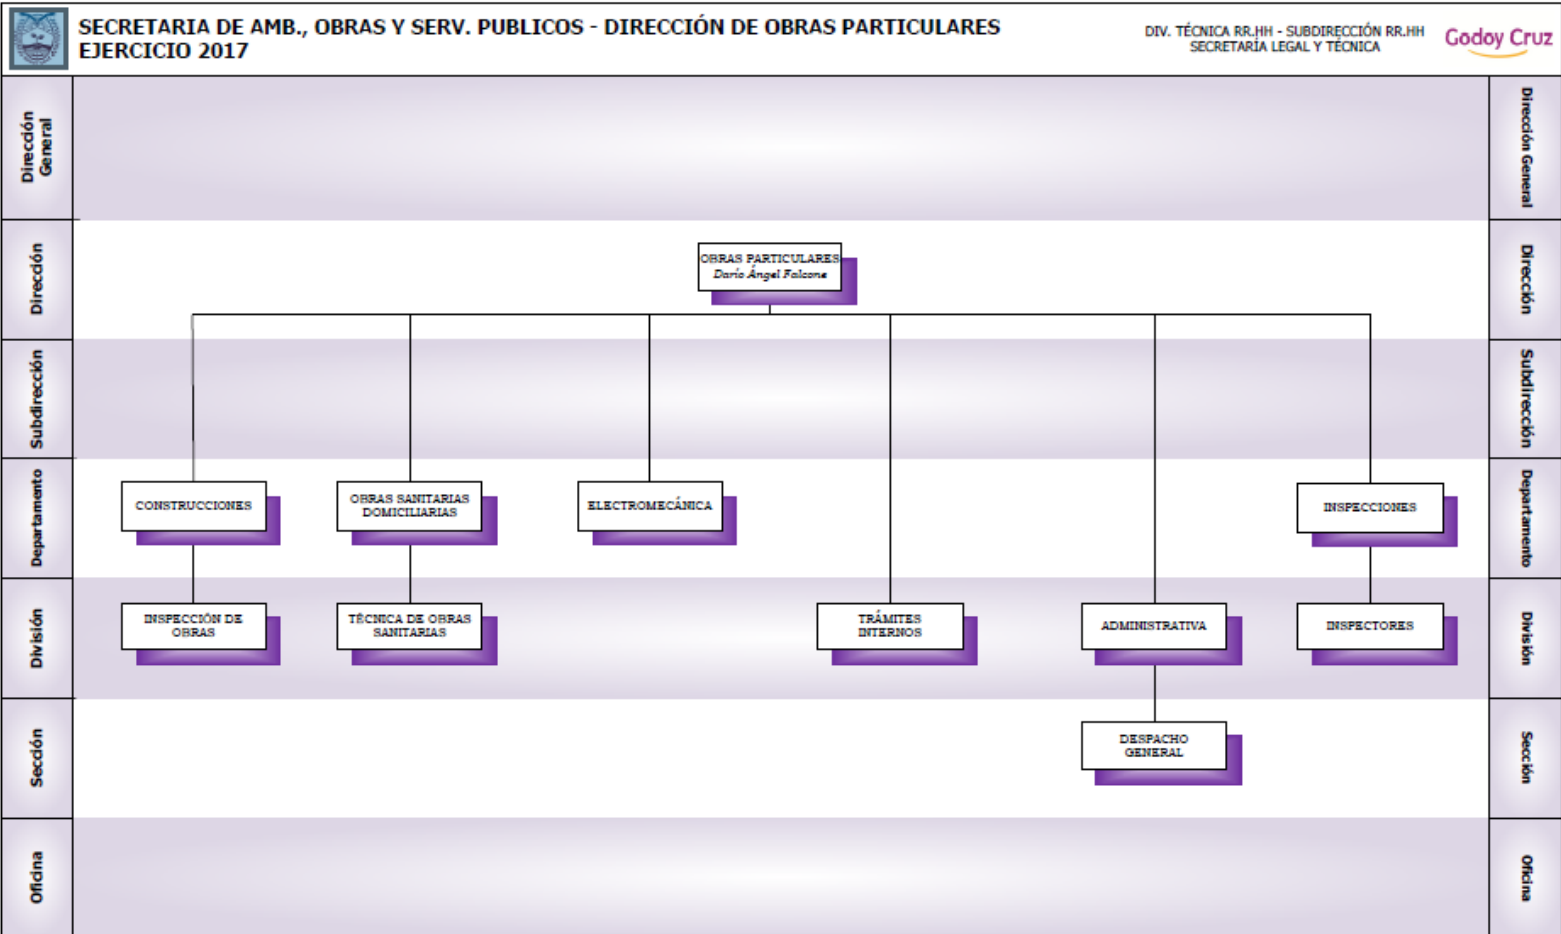 SECRETARIA DE AMB., OBRAS Y SERV. PUBLICOS - DIRECCIÓN DE OBRAS PARTICULARES
EJERCICIO 2017
DIV. TÉCNICA RR.HH - SUBDIRECCIÓN RR.HH
SECRETARÍA LEGAL Y TÉCNICA
Godoy Cruz
Dirección
General
Dirección General
Dirección
OBRAS PARTICULARES
Darío Ángel Falcone
Dirección
Subdirección
Subdirección
Departamento
CONSTRUCCIONES
OBRAS SANITARIAS
DOMICILIARIAS
ELECTROMECÁNICA
INSPECCIONES
Departamento
División
INSPECCIÓN DE
OBRAS
TÉCNICA DE OBRAS
SANITARIAS
TRÁMITES
INTERNOS
ADMINISTRATIVA
INSPECTORES
División
Sección
DESPACHO
GENERAL
Sección
Oficina
Oficina